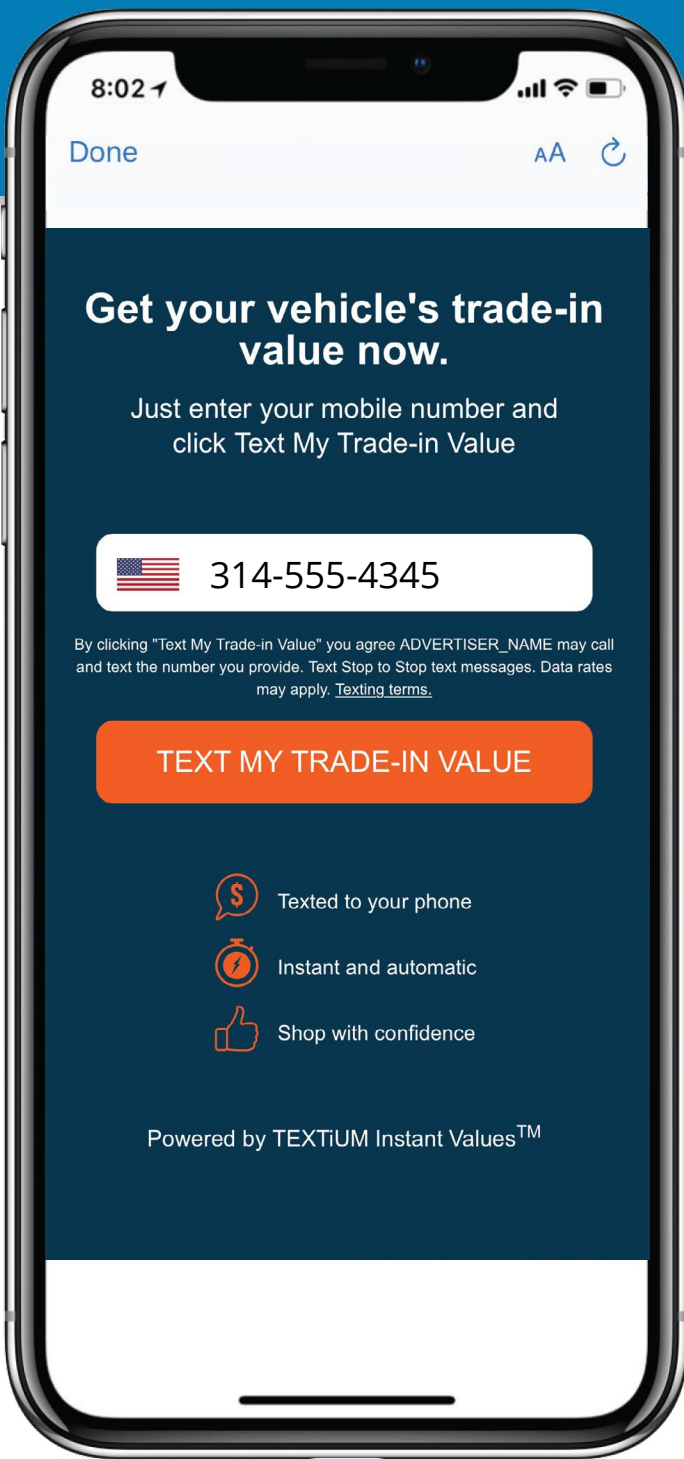 8:02
Done
AA
Get your vehicle's trade-in
value now.
Just enter your mobile number and
click Text My Trade-in Value
314-555-4345
By clicking "Text My Trade-in Value" you agree ADVERTISER_NAME may call
and text the number you provide. Text Stop to Stop text messages. Data rates
may apply. Texting terms.
TEXT MY TRADE-IN VALUE
$ Texted to your phone
Instant and automatic
Shop with confidence
Powered by TEXTiUM Instant Values™